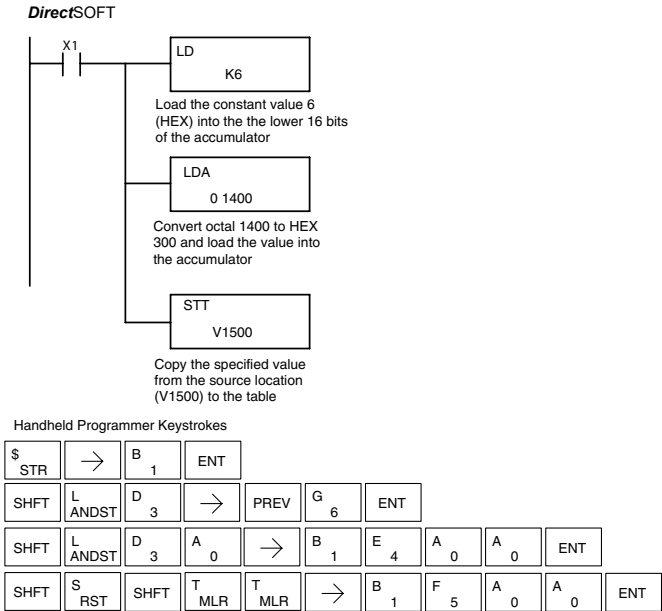 DirectSOFT
X1
LD
K6
Load the constant value 6
(HEX) into the the lower 16 bits
of the accumulator
LDA
0 1400
Convert octal 1400 to HEX
300 and load the value into
the accumulator
STT
V1500
Copy the specified value
from the source location
(V1500) to the table
Handheld Programmer Keystrokes
$ STR → B 1 ENT
SHFT L ANDST D 3 → PREV G 6 ENT
SHFT L ANDST D 3 A 0 → B 1 E 4 A 0 A 0 ENT
SHFT S RST SHFT T MLR T MLR → B 1 F 5 A 0 A 0 ENT